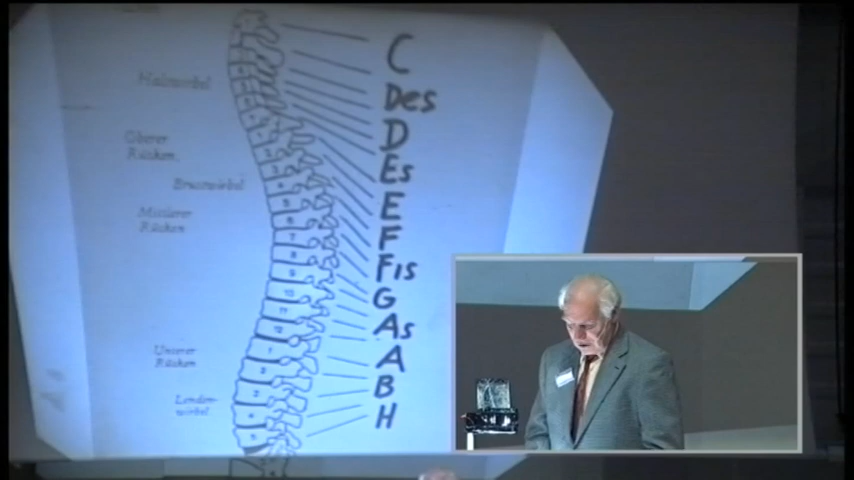 Halswirbel
Oberer
Rücken
Brustwirbel
Mittlerer
Rücken
Unterer
Rücken
Lenden-
wirbel
C
Des
D
Es
E
F
Fis
G
As
A
B
H